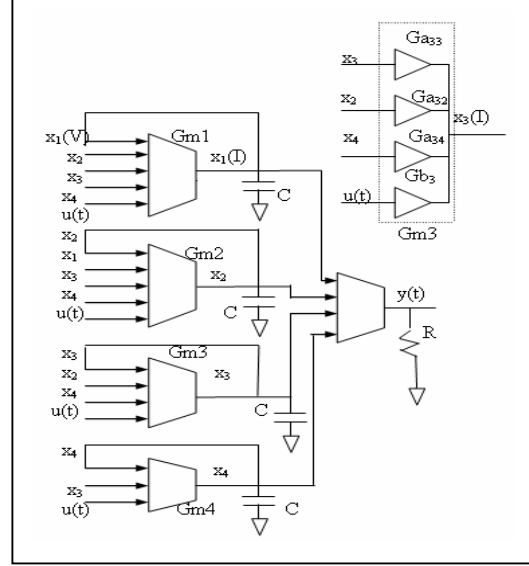 Ga33
x3
x2
Ga32
x3(I)
x4
Ga34
Gb3
u(t)
Gm3
x1(V)
Gm1
x1(I)
x2
x3
x4
u(t)
C
x2
x1
Gm2
x3
x2
x4
u(t)
C
y(t)
R
x3
Gm3
x2
x3
x4
u(t)
C
x4
x4
x3
u(t)
Gm4
C